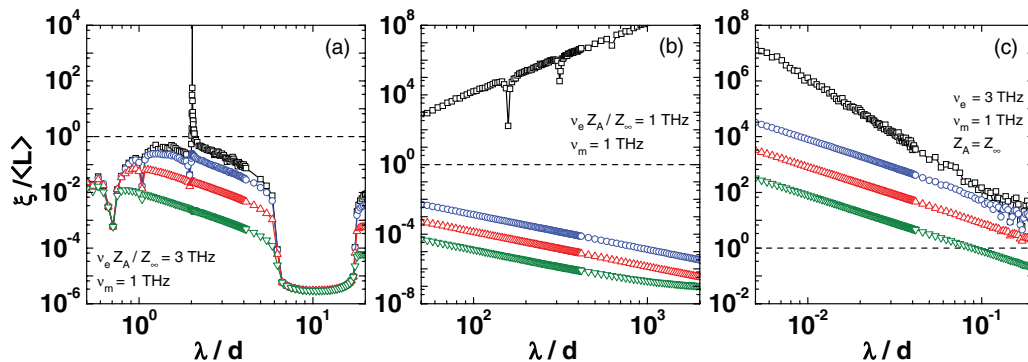 ξ / ⟨L⟩
10^4
10^2
10^0
10^-2
10^-4
10^-6
(a)
ν_e Z_A / Z_∞ = 3 THz
ν_m = 1 THz
10^0
10^1
λ / d
10^8
10^4
10^0
10^-4
10^-8
(b)
ν_e Z_A / Z_∞ = 1 THz
ν_m = 1 THz
10^2
10^3
λ / d
10^8
10^6
10^4
10^2
10^0
10^-2
(c)
ν_e = 3 THz
ν_m = 1 THz
Z_A = Z_∞
10^-2
10^-1
λ / d